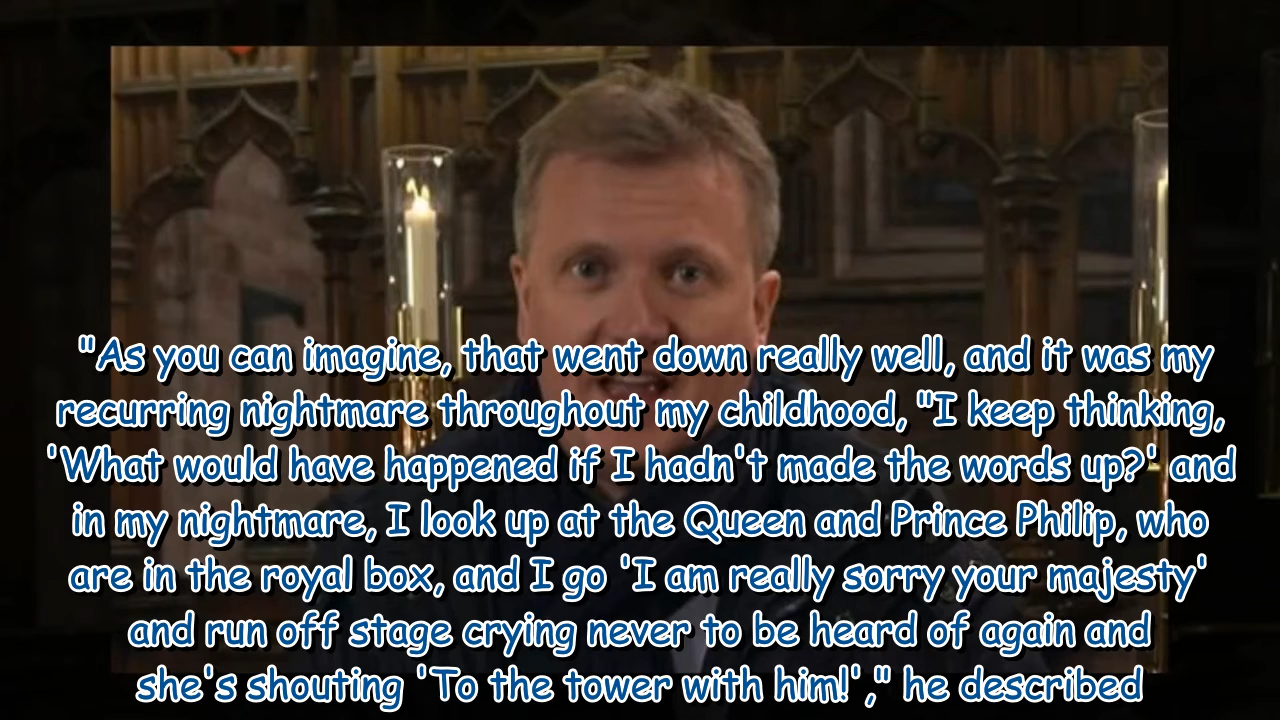 "As you can imagine, that went down really well, and it was my
recurring nightmare throughout my childhood, "I keep thinking,
'What would have happened if I hadn't made the words up?' and
in my nightmare, I look up at the Queen and Prince Philip, who
are in the royal box, and I go 'I am really sorry your majesty'
and run off stage crying never to be heard of again and
she's shouting 'To the tower with him!'," he described